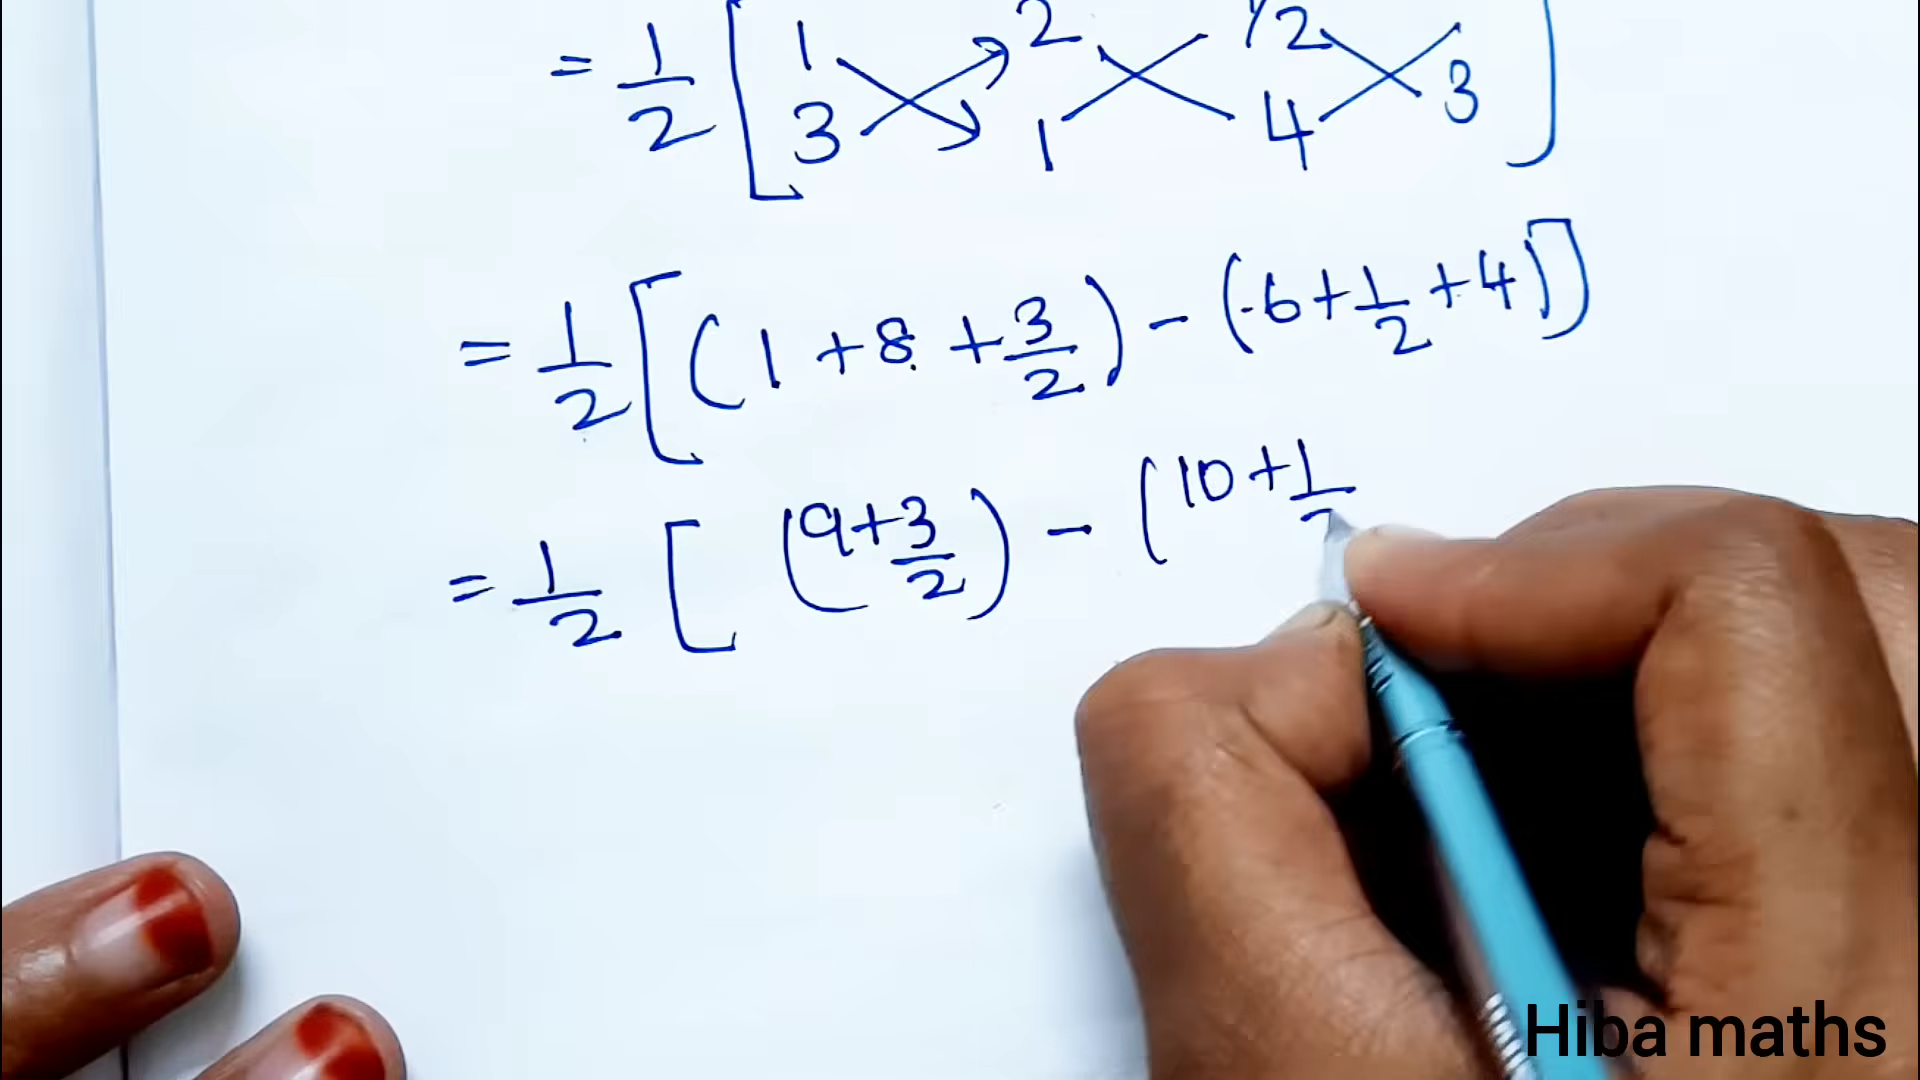 = 1/2 [ 1 2 1/2
3 1 4 3 ]
= 1/2 [(1 + 8 + 3/2) - (6 + 1/2 + 4)]
= 1/2 [ (9 + 3/2) - (10 + 1/
Hiba maths